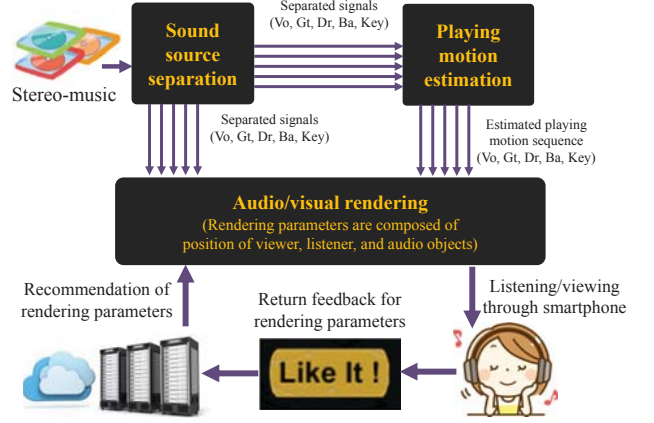 Separated signals
(Vo, Gt, Dr, Ba, Key)
Sound
source
separation
Playing
motion
estimation
Stereo-music
Separated signals
(Vo, Gt, Dr, Ba, Key)
Estimated playing
motion sequence
(Vo, Gt, Dr, Ba, Key)
Audio/visual rendering
(Rendering parameters are composed of
position of viewer, listener, and audio objects)
Recommendation of
rendering parameters
Return feedback for
rendering parameters
Listening/viewing
through smartphone
Like It !